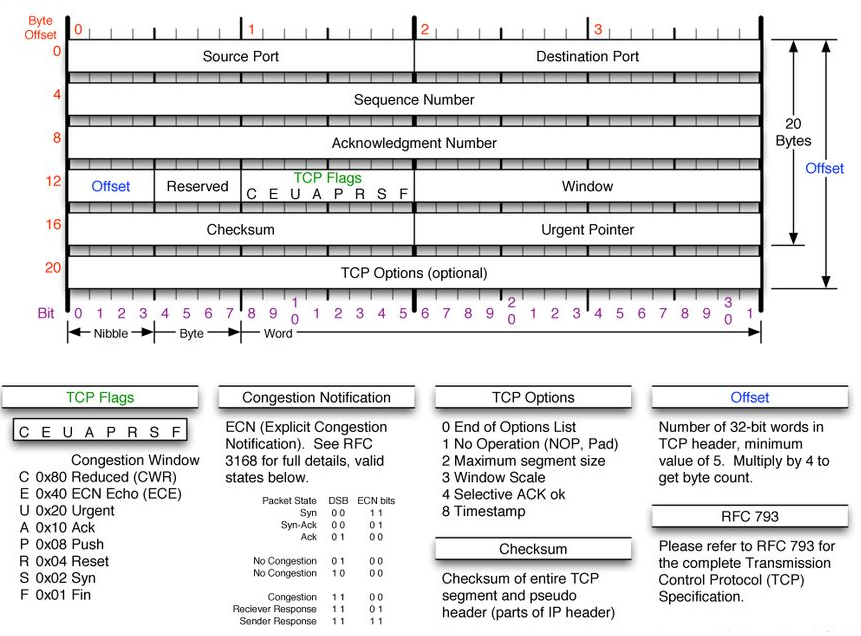 Byte
Offset
0 1 2 3
0 Source Port Destination Port
4 Sequence Number
8 Acknowledgment Number
20
Bytes
Offset
12 Offset Reserved TCP Flags Window
C E U A P R S F
16 Checksum Urgent Pointer
20 TCP Options (optional)
Bit 0 1 2 3 4 5 6 7 8 9 10 1 2 3 4 5 6 7 8 9 20 1 2 3 4 5 6 7 8 9 30 1
Nibble Byte Word
TCP Flags
C E U A P R S F
Congestion Window
C 0x80 Reduced (CWR)
E 0x40 ECN Echo (ECE)
U 0x20 Urgent
A 0x10 Ack
P 0x08 Push
R 0x04 Reset
S 0x02 Syn
F 0x01 Fin
Congestion Notification
ECN (Explicit Congestion
Notification). See RFC
3168 for full details, valid
states below.
Packet State DSB ECN bits
Syn 0 0 1 1
Syn-Ack 0 0 0 1
Ack 0 1 0 0
No Congestion 0 1 0 0
No Congestion 1 0 0 0
Congestion 1 1 0 0
Reciever Response 1 1 0 1
Sender Response 1 1 1 1
TCP Options
0 End of Options List
1 No Operation (NOP, Pad)
2 Maximum segment size
3 Window Scale
4 Selective ACK ok
8 Timestamp
Checksum
Checksum of entire TCP
segment and pseudo
header (parts of IP header)
Offset
Number of 32-bit words in
TCP header, minimum
value of 5. Multiply by 4 to
get byte count.
RFC 793
Please refer to RFC 793 for
the complete Transmission
Control Protocol (TCP)
Specification.